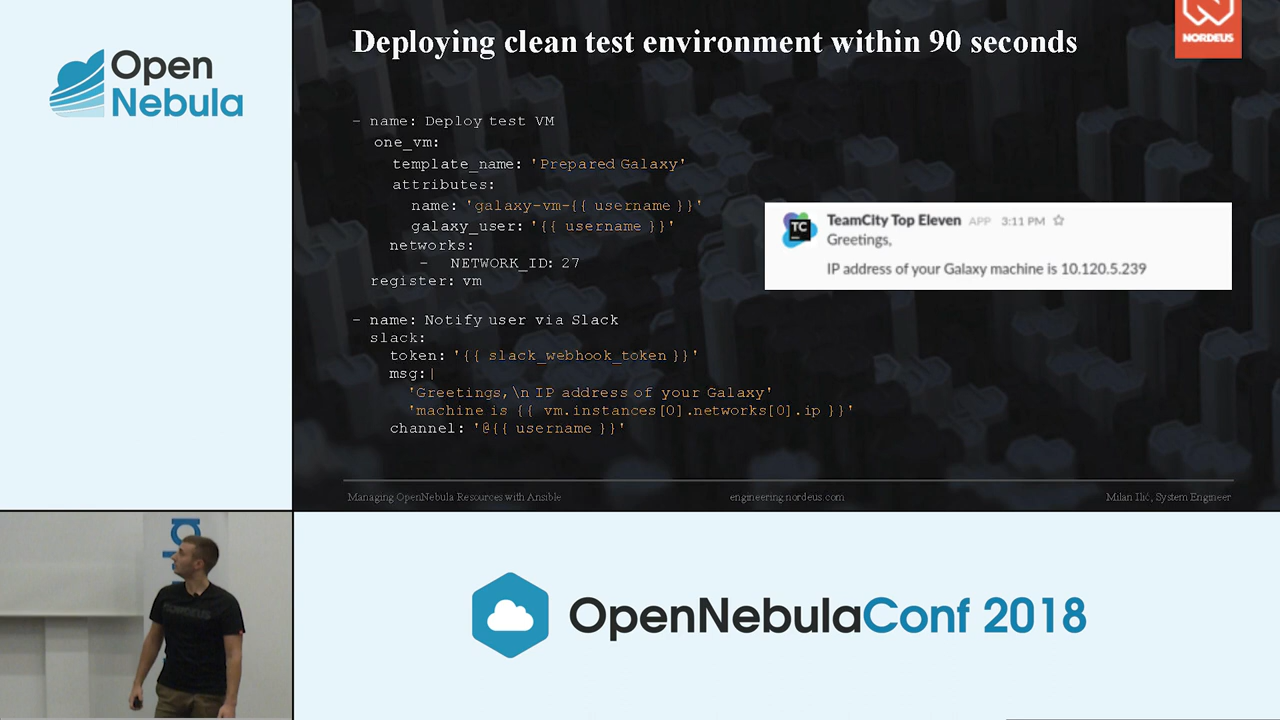 Open
Nebula
Deploying clean test environment within 90 seconds
NORDEUS
- name: Deploy test VM
one_vm:
template_name: 'Prepared Galaxy'
attributes:
name: 'galaxy-vm-{{ username }}'
galaxy_user: '{{ username }}'
networks:
- NETWORK_ID: 27
register: vm
- name: Notify user via Slack
slack:
token: '{{ slack_webhook_token }}'
msg:|
'Greetings,\n IP address of your Galaxy'
'machine is {{ vm.instances[0].networks[0].ip }}'
channel: '@{{ username }}'
TC
TeamCity Top Eleven APP 3:11 PM
Greetings,
IP address of your Galaxy machine is 10.120.5.239
Managing OpenNebula Resources with Ansible
engineering.nordeus.com
Milan Ilić, System Engineer
NORDEUS
OpenNebulaConf 2018